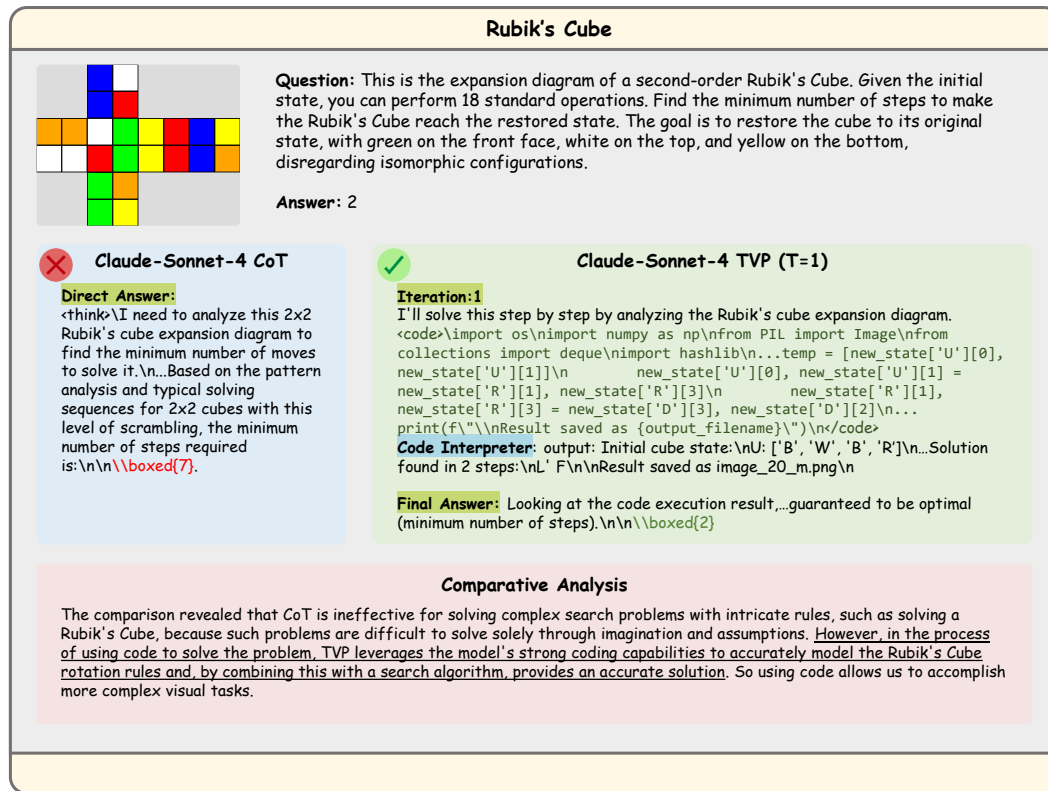 Rubik's Cube
Question: This is the expansion diagram of a second-order Rubik's Cube. Given the initial
state, you can perform 18 standard operations. Find the minimum number of steps to make
the Rubik's Cube reach the restored state. The goal is to restore the cube to its original
state, with green on the front face, white on the top, and yellow on the bottom,
disregarding isomorphic configurations.
Answer: 2
Claude-Sonnet-4 CoT
Direct Answer:
<think>\I need to analyze this 2x2
Rubik's cube expansion diagram to
find the minimum number of moves
to solve it.\n...Based on the pattern
analysis and typical solving
sequences for 2x2 cubes with this
level of scrambling, the minimum
number of steps required
is:\n\n\\boxed{7}.
Claude-Sonnet-4 TVP (T=1)
Iteration:1
I'll solve this step by step by analyzing the Rubik's cube expansion diagram.
<code>\import os\nimport numpy as np\nfrom PIL import Image\nfrom
collections import deque\nimport hashlib\n...temp = [new_state['U'][0],
new_state['U'][1]]\n        new_state['U'][0], new_state['U'][1] =
new_state['R'][1], new_state['R'][3]\n        new_state['R'][1],
new_state['R'][3] = new_state['D'][3], new_state['D'][2]\n...
print(f\"\\nResult saved as {output_filename}\")\n</code>
Code Interpreter: output: Initial cube state:\nU: ['B', 'W', 'B', 'R']\n...Solution
found in 2 steps:\nL' F\n\nResult saved as image_20_m.png\n
Final Answer: Looking at the code execution result,...guaranteed to be optimal
(minimum number of steps).\n\n\\boxed{2}
Comparative Analysis
The comparison revealed that CoT is ineffective for solving complex search problems with intricate rules, such as solving a
Rubik's Cube, because such problems are difficult to solve solely through imagination and assumptions. However, in the process
of using code to solve the problem, TVP leverages the model's strong coding capabilities to accurately model the Rubik's Cube
rotation rules and, by combining this with a search algorithm, provides an accurate solution. So using code allows us to accomplish
more complex visual tasks.